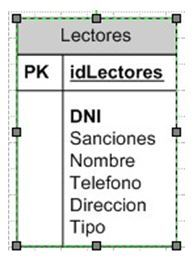 Lectores
PK idLectores
DNI
Sanciones
Nombre
Telefono
Direccion
Tipo